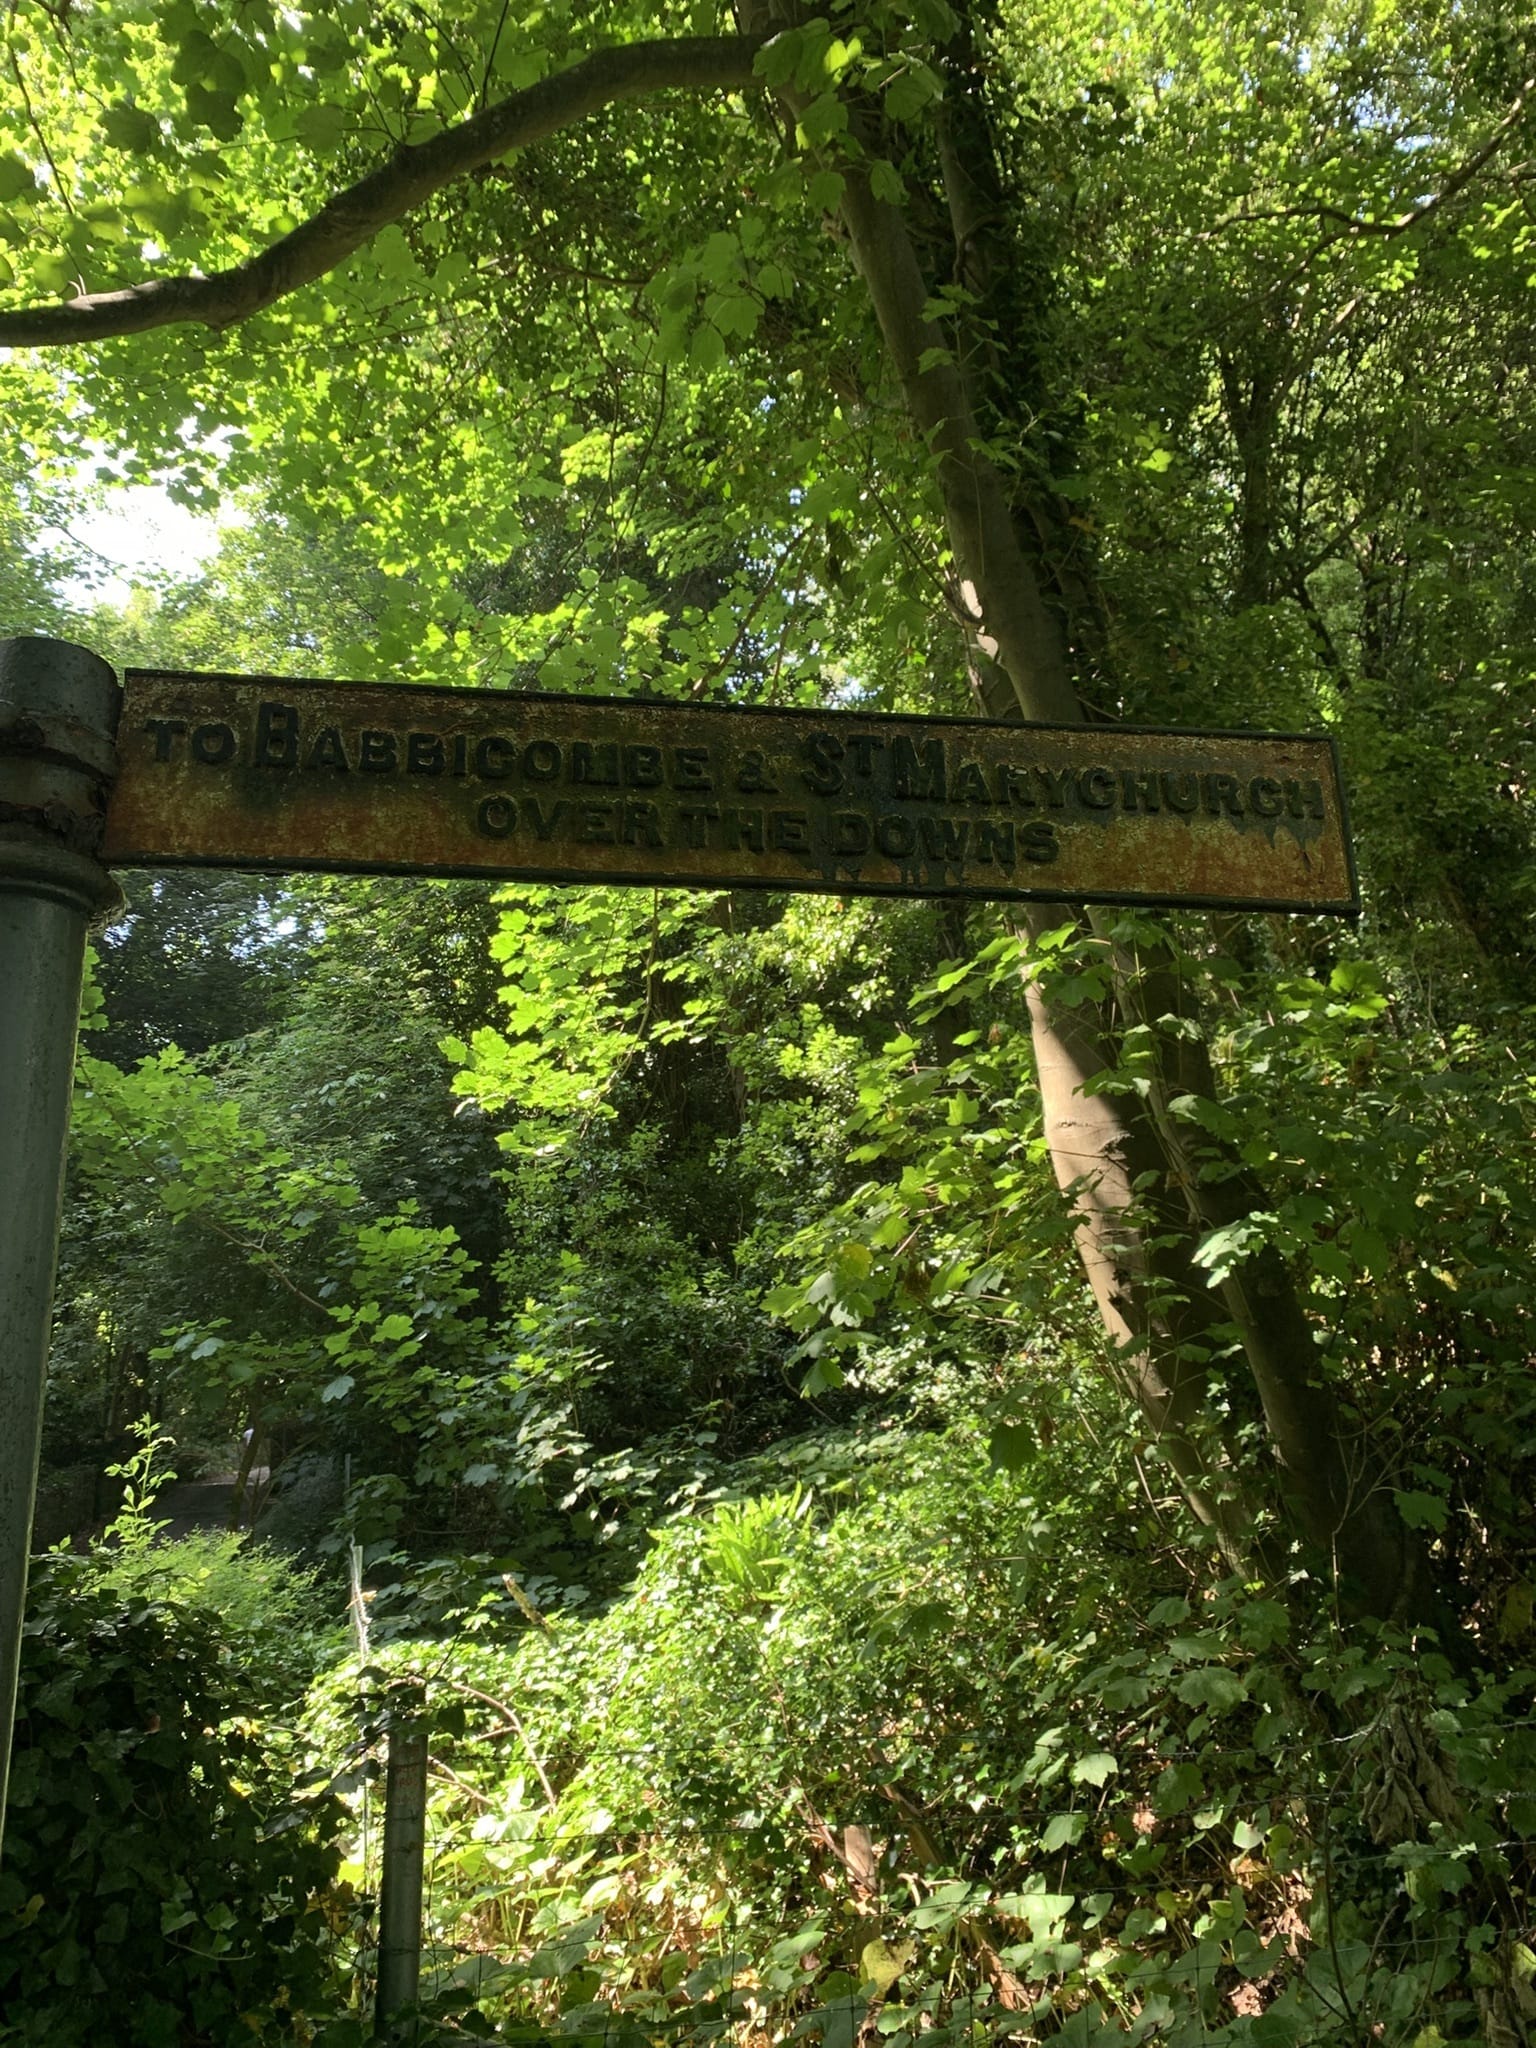 TO BABBICOMBE & ST MARYCHURCH
OVER THE DOWNS